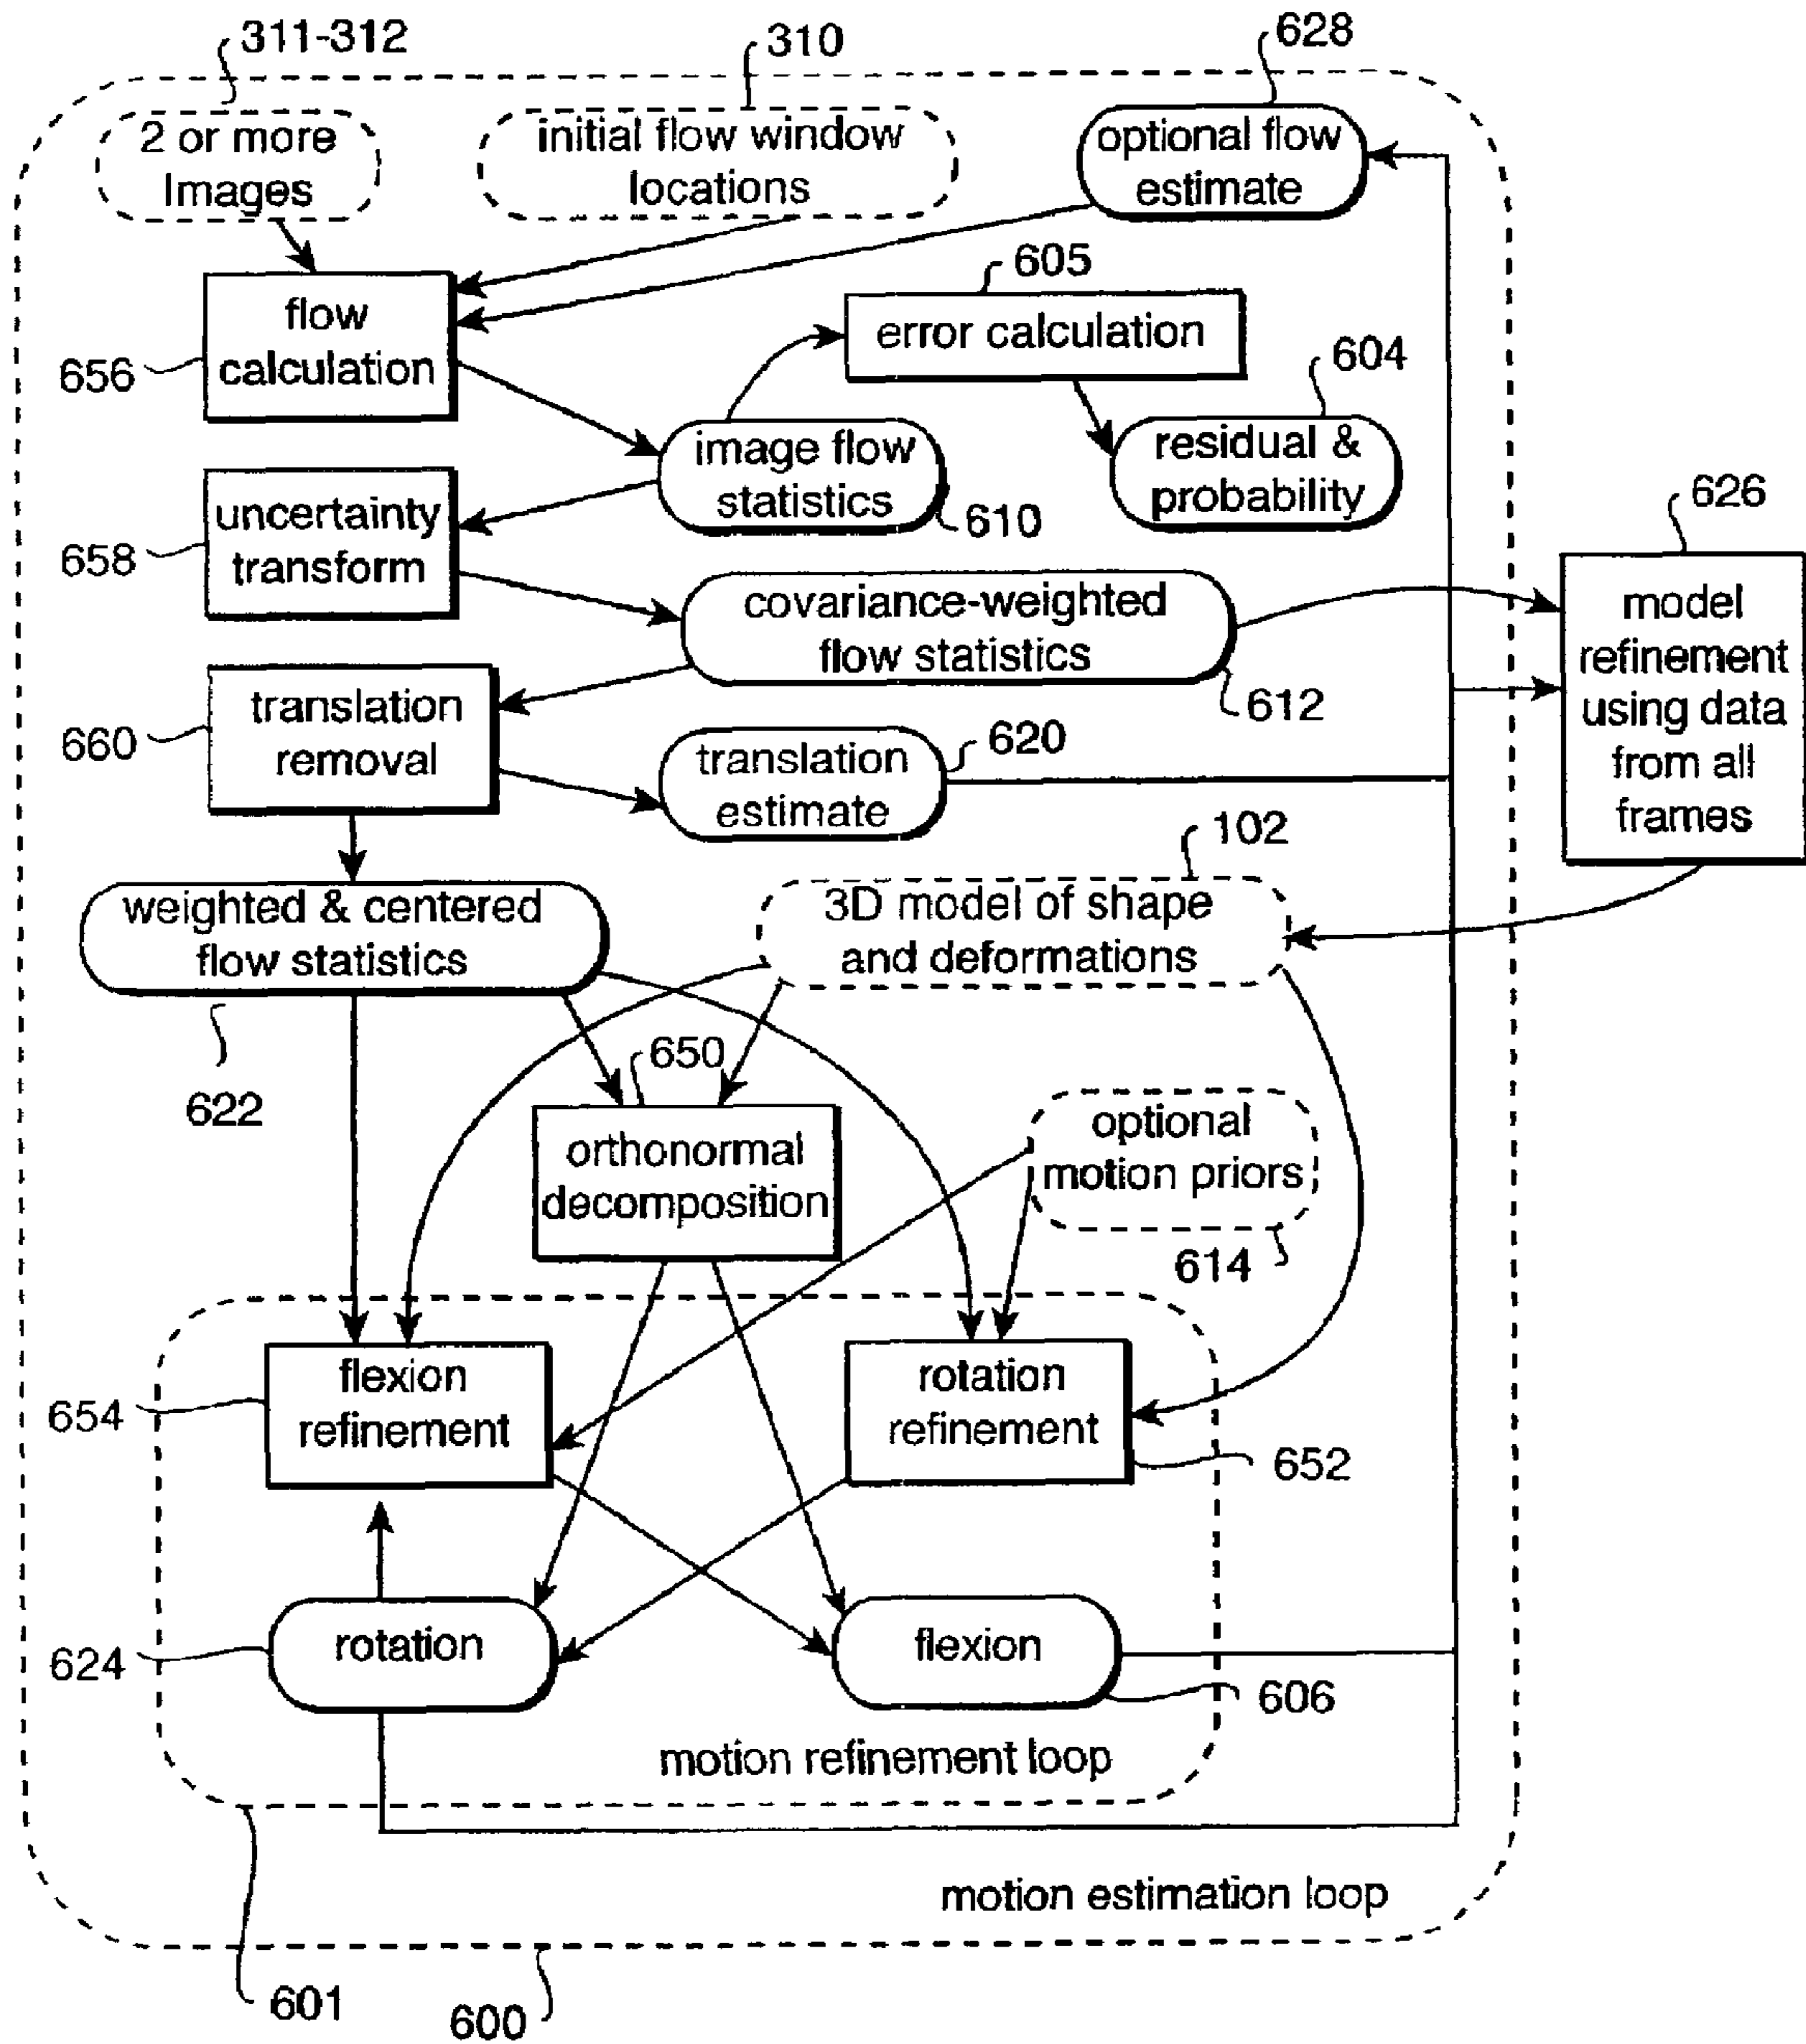 311-312
310
628
2 or more
Images
initial flow window
locations
optional flow
estimate
605
flow
calculation
656
error calculation
604
image flow
statistics
610
residual &
probability
626
uncertainty
transform
658
covariance-weighted
flow statistics
612
model
refinement
using data
from all
frames
translation
removal
660
translation
estimate
620
102
weighted & centered
flow statistics
622
3D model of shape
and deformations
650
orthonormal
decomposition
optional
motion priors
614
flexion
refinement
654
rotation
refinement
652
rotation
624
flexion
606
motion refinement loop
motion estimation loop
601
600